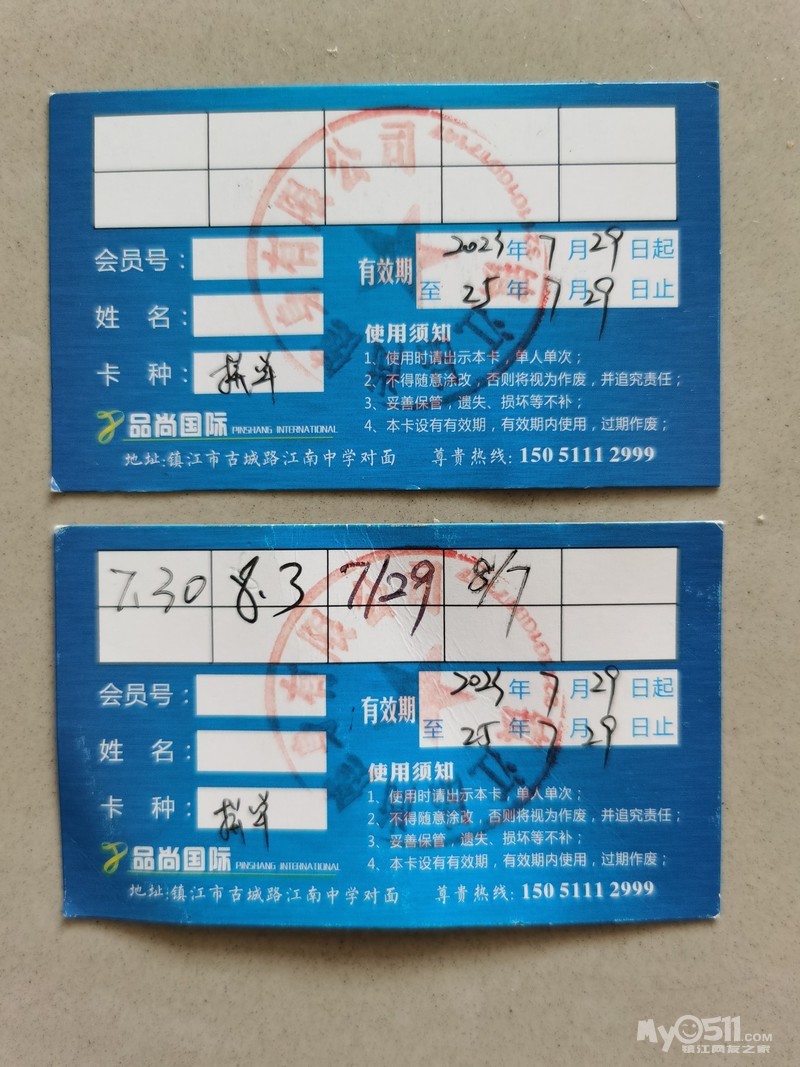 会员号：
姓 名：
卡 种：
有效期
2023年 7月29日起
至 25年 7月29日止
使用须知
1、使用时请出示本卡，单人单次；
2、不得随意涂改，否则将视为作废，并追究责任；
3、妥善保管，遗失、损坏等不补；
4、本卡设有有效期，有效期内使用，过期作废；
品尚国际 PINSHANG INTERNATIONAL
地址:镇江市古城路江南中学对面 尊贵热线: 150 5111 2999
7.30 8.3 7/29 8/7
会员号：
姓 名：
卡 种：
有效期
2023年 7月29日起
至 25年 7月29日止
使用须知
1、使用时请出示本卡，单人单次；
2、不得随意涂改，否则将视为作废，并追究责任；
3、妥善保管，遗失、损坏等不补；
4、本卡设有有效期，有效期内使用，过期作废；
品尚国际 PINSHANG INTERNATIONAL
地址:镇江市古城路江南中学对面 尊贵热线: 150 5111 2999
My0511.COM
镇江网友之家